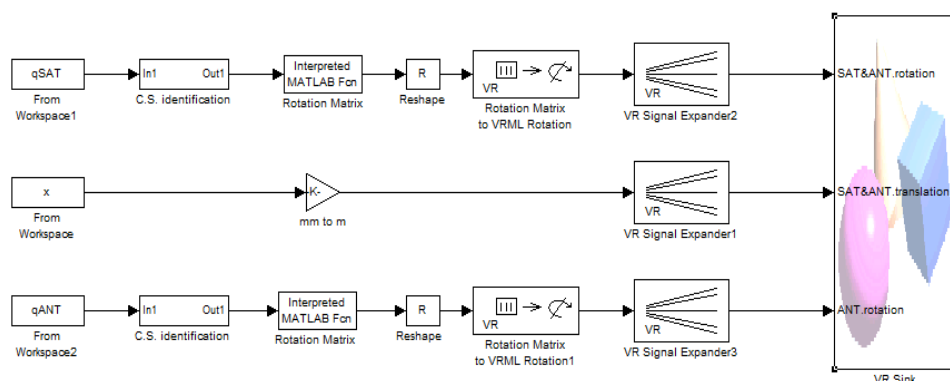 qSAT
From
Workspace1
In1 Out1
C.S. identification
Interpreted
MATLAB Fcn
Rotation Matrix
R
Reshape
VR
Rotation Matrix
to VRML Rotation
VR
VR Signal Expander2
SAT&ANT.rotation
x
From
Workspace
K-
mm to m
VR
VR Signal Expander1
SAT&ANT.translation
qANT
From
Workspace2
In1 Out1
C.S. identification
Interpreted
MATLAB Fcn
Rotation Matrix
R
Reshape
VR
Rotation Matrix
to VRML Rotation1
VR
VR Signal Expander3
ANT.rotation
VR Sink